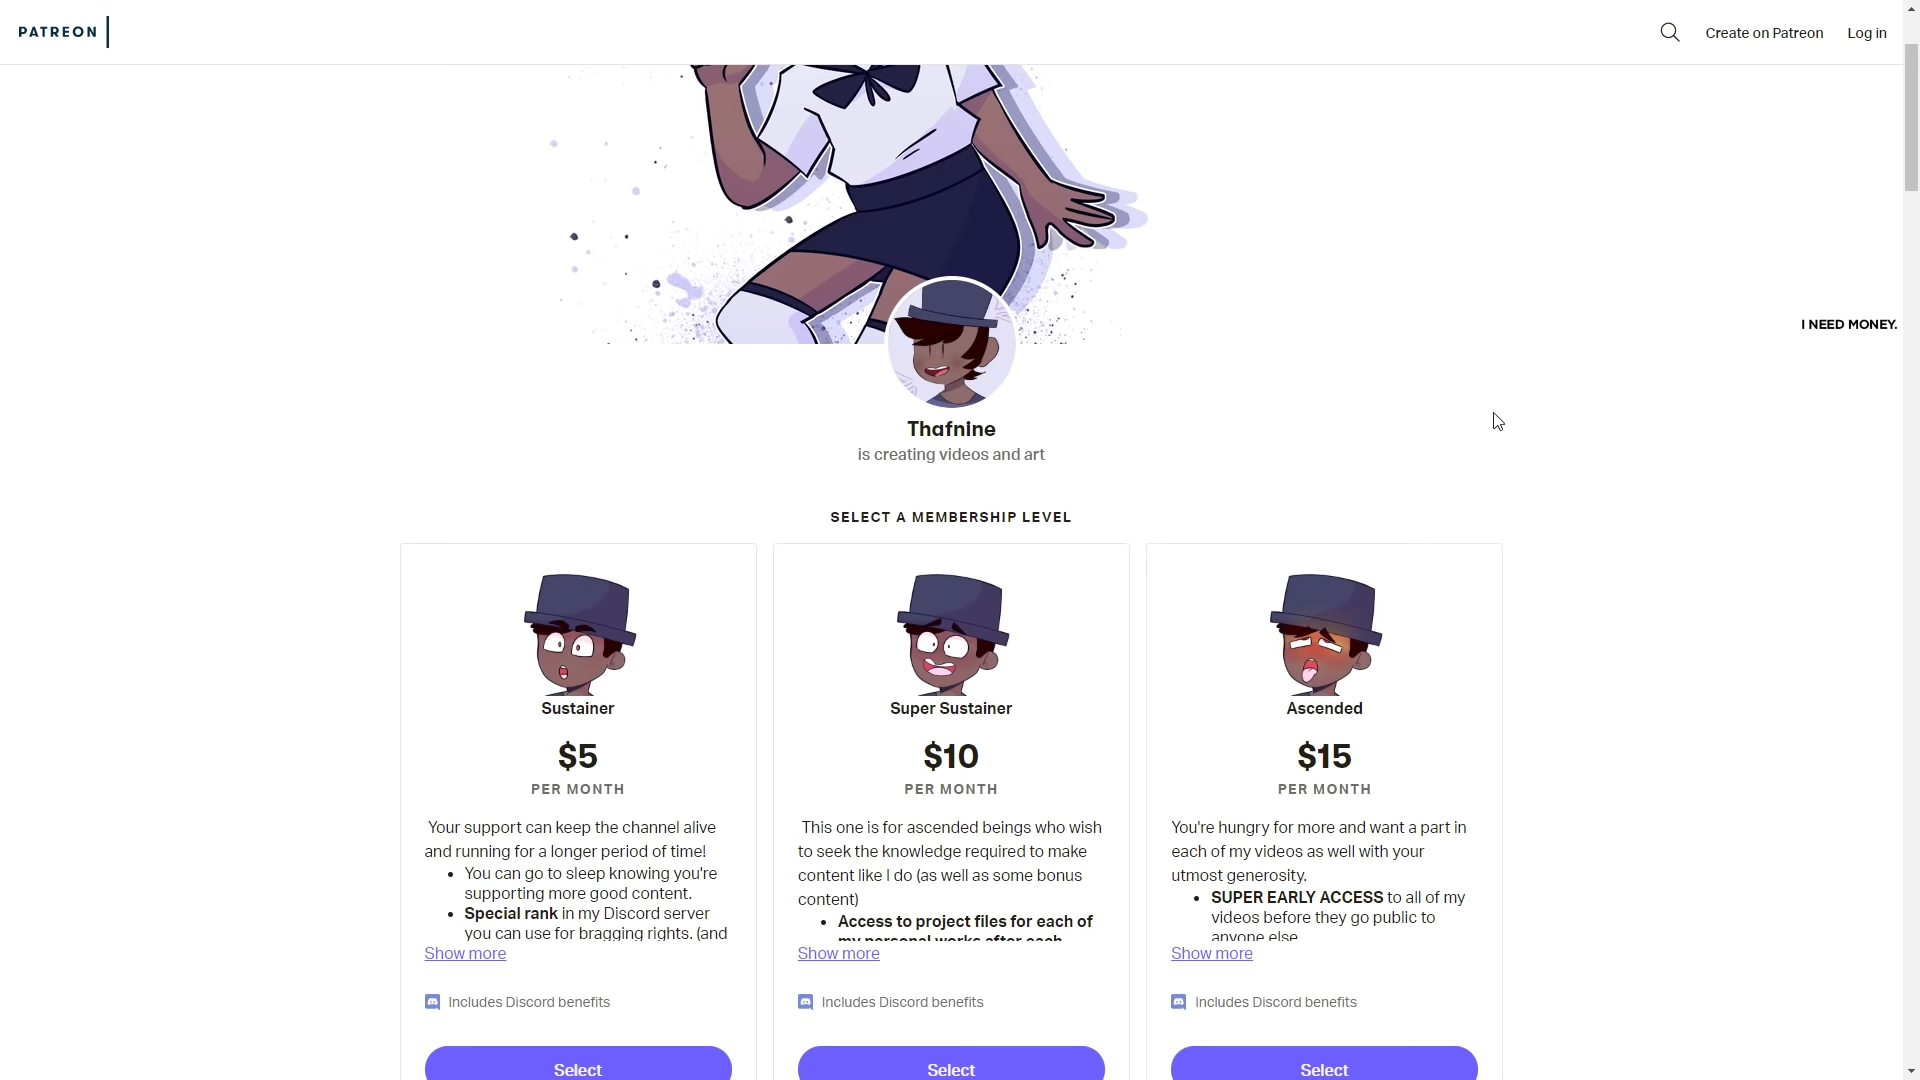 PATREON
Create on Patreon
Log in
I NEED MONEY.
Thafnine
is creating videos and art
SELECT A MEMBERSHIP LEVEL
Sustainer
$5
PER MONTH
Your support can keep the channel alive
and running for a longer period of time!
• You can go to sleep knowing you're
supporting more good content.
• Special rank in my Discord server
you can use for bragging rights. (and
Show more
Includes Discord benefits
Select
Super Sustainer
$10
PER MONTH
This one is for ascended beings who wish
to seek the knowledge required to make
content like I do (as well as some bonus
content)
• Access to project files for each of
my personal works after each
Show more
Includes Discord benefits
Select
Ascended
$15
PER MONTH
You're hungry for more and want a part in
each of my videos as well with your
utmost generosity.
• SUPER EARLY ACCESS to all of my
videos before they go public to
anyone else
Show more
Includes Discord benefits
Select